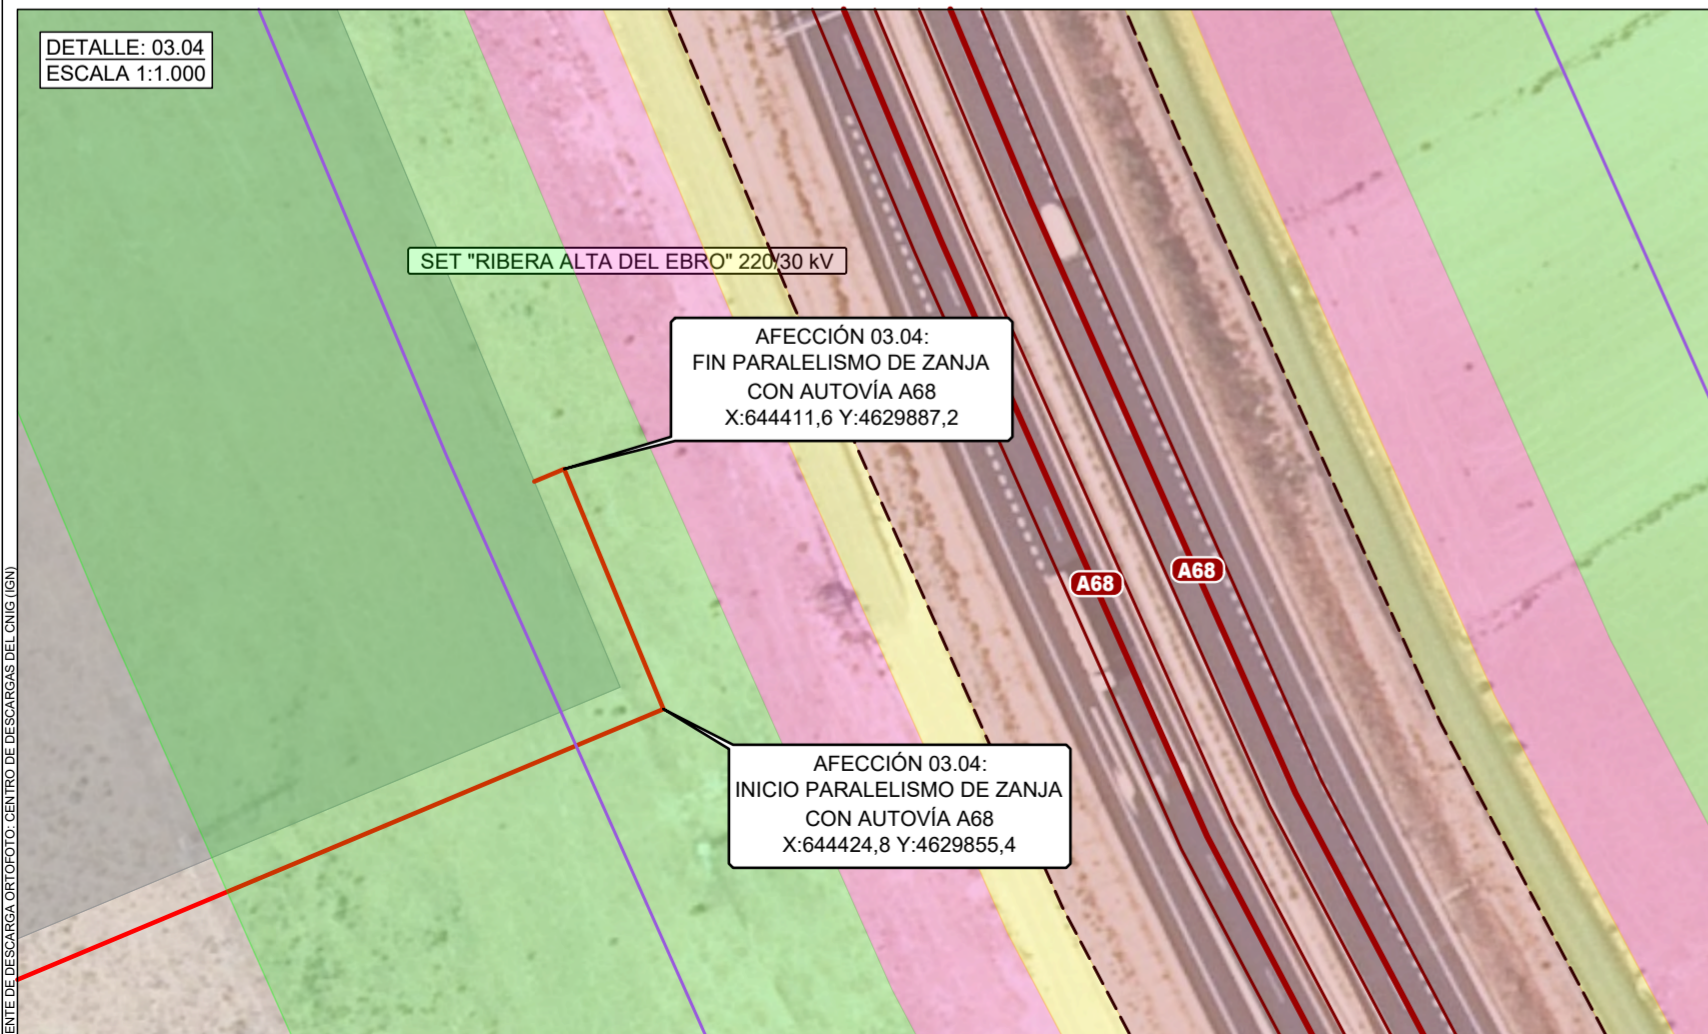 DETALLE: 03.04
ESCALA 1:1.000
SET "RIBERA ALTA DEL EBRO" 220/30 kV
AFECCIÓN 03.04:
FIN PARALELISMO DE ZANJA
CON AUTOVÍA A68
X:644411,6 Y:4629887,2
A68
A68
AFECCIÓN 03.04:
INICIO PARALELISMO DE ZANJA
CON AUTOVÍA A68
X:644424,8 Y:4629855,4
ENTE DE DESCARGA ORTOFOTO: CENTRO DE DESCARGAS DEL CNIG (IGN)